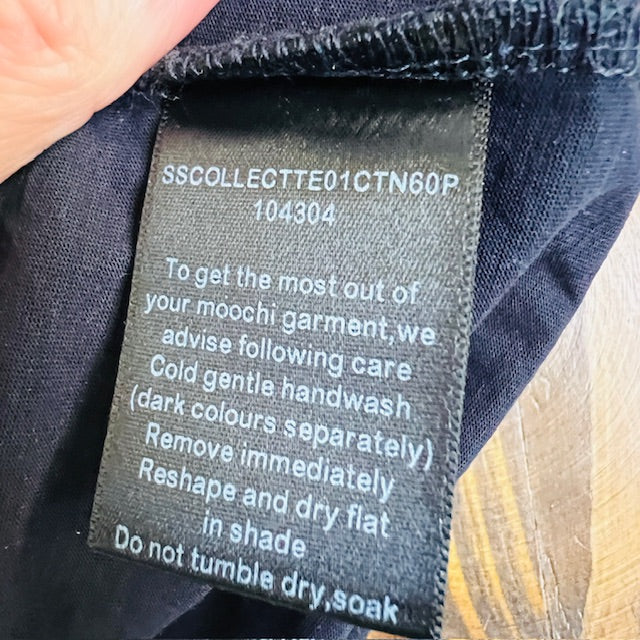 SSCOLLECTTE01CTN60P
104304
To get the most out of
your moochi garment,we
advise following care
Cold gentle handwash
(dark colours separately)
Remove immediately
Reshape and dry flat
in shade
Do not tumble dry,soak